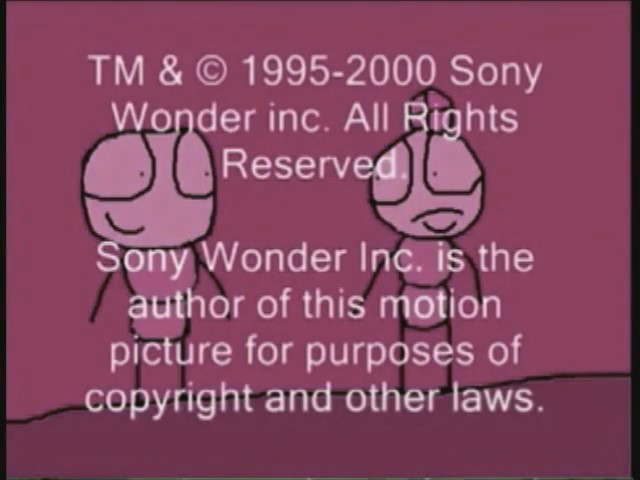 TM & © 1995-2000 Sony
Wonder inc. All Rights
Reserved.
Sony Wonder Inc. is the
author of this motion
picture for purposes of
copyright and other laws.